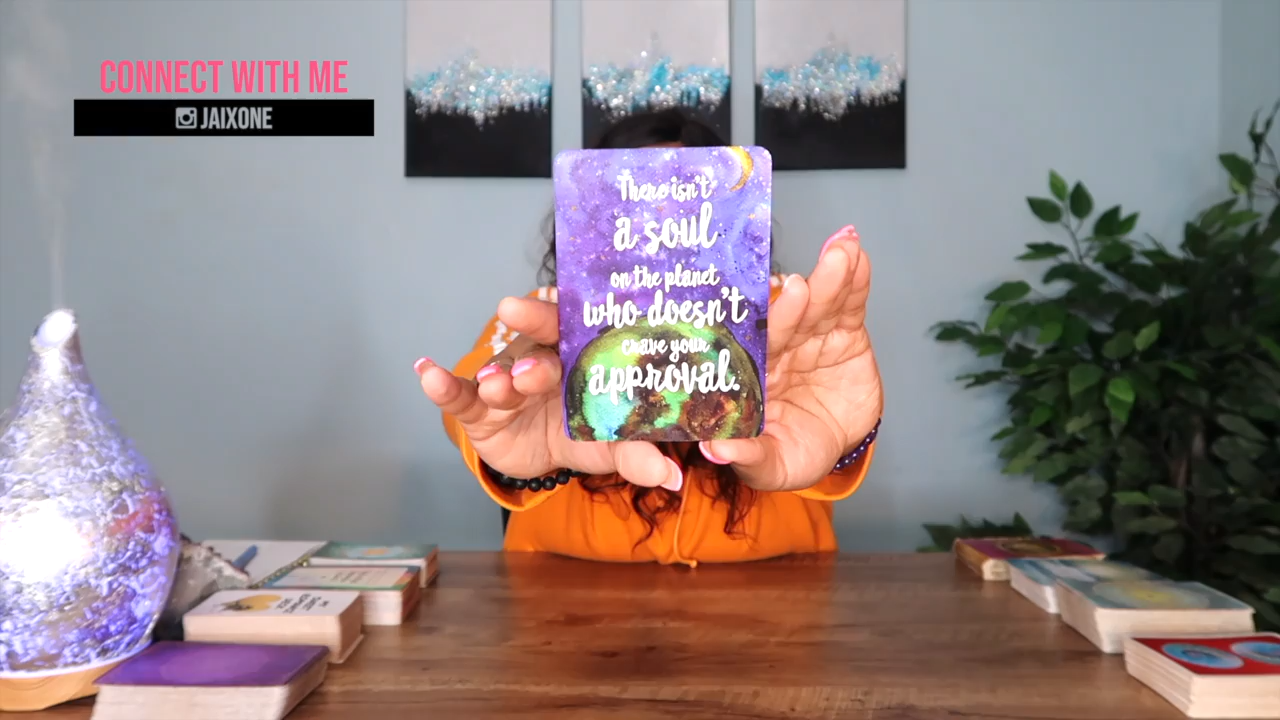 CONNECT WITH ME
JAIXONE
There isn't
a soul
on the planet
who doesn't
crave your
approval.